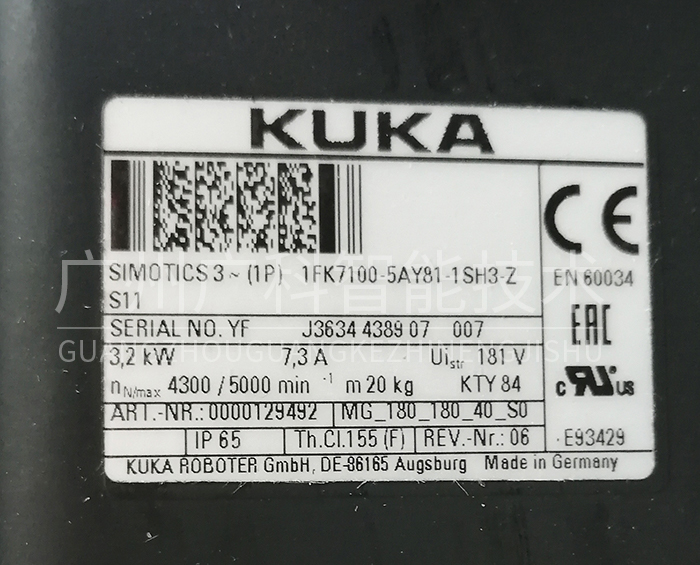 KUKA
SIMOTICS 3 ~ (1P) 1FK7100-5AY81-1SH3-Z
S11
EN 60034
SERIAL NO. YF J3634 4389 07 007
EAC
广州广科智能技术
GUANGZHOUGUANGKEZHINENGJISHU
3,2 kW 7,3 A Ui str 181 V
n N/max 4300 / 5000 min -1 m 20 kg KTY 84
c RU US
ART.-NR.: 0000129492 MG_180_180_40_S0
IP 65 Th.Cl.155 (F) REV.-Nr.: 06 E93429
KUKA ROBOTER GmbH, DE-86165 Augsburg Made in Germany
CE